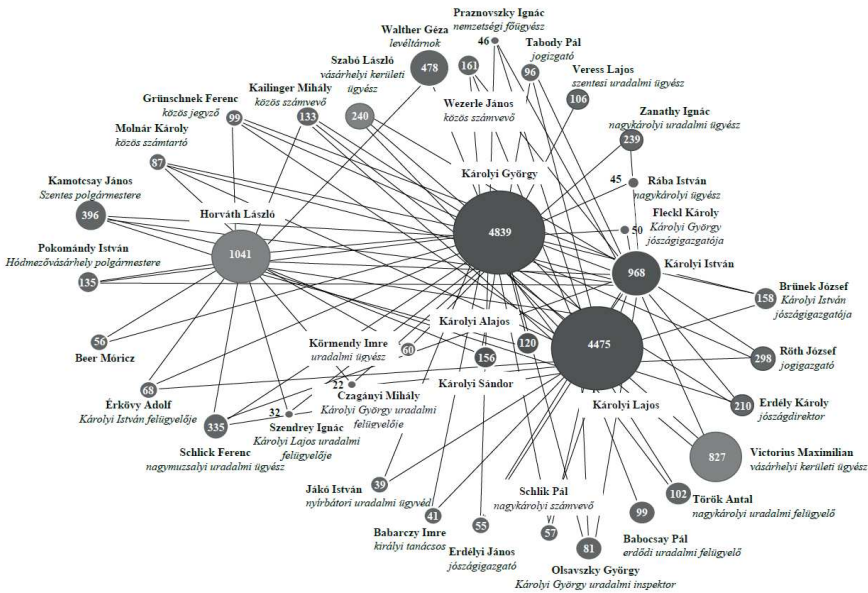 Praznovszky Ignác
nemzetségi főügyész
46
Walther Géza
levéltárnok
478
161
Wezerle János
közös számvevő
Tabody Pál
jogigzató
96
Szabó László
vásárhelyi kerületi
ügyész
240
Veress Lajos
szentesi uradalmi ügyész
106
Kailinger Mihály
közös számvevő
133
Grünschnek Ferenc
közös jegyző
99
Zanathy Ignác
nagykárolyi uradalmi ügyész
239
Molnár Károly
közös számtartó
87
Károlyi György
4839
45
Rába István
nagykárolyi ügyész
Kamotcsay János
Szentes polgármestere
396
Horváth László
1041
Fleckl Károly
50
Károlyi György
jószágigazgatója
Pokomándy István
Hódmezővásárhely polgármestere
135
Károlyi István
968
Brünek József
158
Károlyi István
jószágigazgatója
Károlyi Alajos
120
4475
56
Beer Móricz
Körmendy Imre
uradalmi ügyész
60
156
Károlyi Sándor
Röth József
298
jogigazgató
68
Érkövy Adolf
Károlyi István felügyelője
22
Czagányi Mihály
Károlyi György uradalmi
felügyelője
Károlyi Lajos
Erdély Károly
210
jószágdirektor
32
Szendrey Ignác
Károlyi Lajos uradalmi
felügyelője
335
Schlick Ferenc
nagymuzsalyi uradalmi ügyész
827
Victorius Maximilian
vásárhelyi kerületi ügyész
39
Jákó István
nyírbátori uradalmi ügyvéd
Schlik Pál
nagykárolyi számvevő
57
102
Török Antal
nagykárolyi uradalmi felügyelő
41
Babarczy Imre
királyi tanácsos
55
Erdélyi János
jószágigazgató
99
Babocsay Pál
erdődi uradalmi felügyelő
81
Olsavszky György
Károlyi György uradalmi inspektor